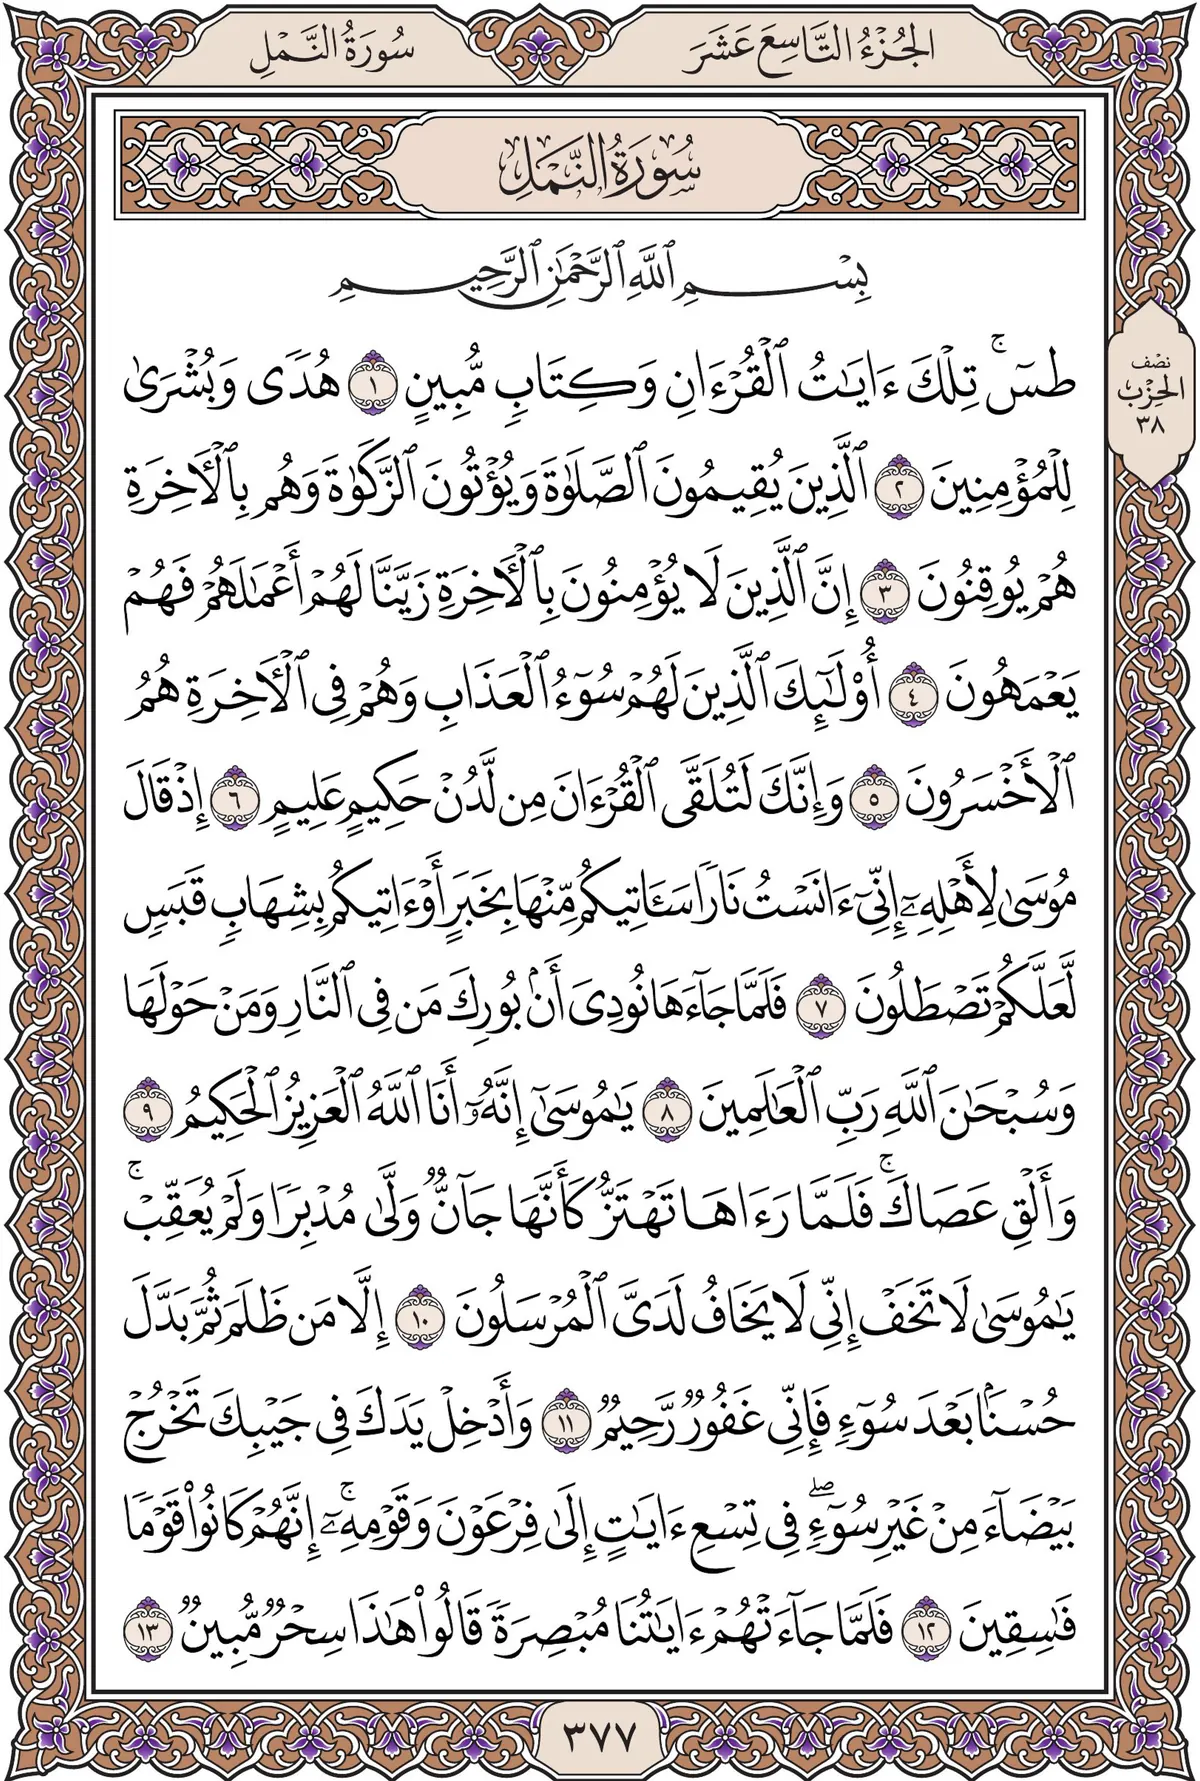 الجُزْءُ التَّاسِعَ عَشَرَ
سُورَةُ النَّمْلِ
سُورَةُ النَّمْلِ
بِسْمِ ٱللَّهِ ٱلرَّحْمَٰنِ ٱلرَّحِيمِ
طسٓۚ تِلْكَ ءَايَٰتُ ٱلْقُرْءَانِ وَكِتَابٖ مُّبِينٍ ١ هُدٗى وَبُشْرَىٰ
لِلْمُؤْمِنِينَ ٢ ٱلَّذِينَ يُقِيمُونَ ٱلصَّلَوٰةَ وَيُؤْتُونَ ٱلزَّكَوٰةَ وَهُم بِٱلْأٓخِرَةِ
هُمْ يُوقِنُونَ ٣ إِنَّ ٱلَّذِينَ لَا يُؤْمِنُونَ بِٱلْأٓخِرَةِ زَيَّنَّا لَهُمْ أَعْمَٰلَهُمْ فَهُمْ
يَعْمَهُونَ ٤ أُوْلَٰٓئِكَ ٱلَّذِينَ لَهُمْ سُوٓءُ ٱلْعَذَابِ وَهُمْ فِي ٱلْأٓخِرَةِ هُمُ
ٱلْأَخْسَرُونَ ٥ وَإِنَّكَ لَتُلَقَّى ٱلْقُرْءَانَ مِن لَّدُنْ حَكِيمٍ عَلِيمٍ ٦ إِذْ قَالَ
مُوسَىٰ لِأَهْلِهِۦٓ إِنِّيٓ ءَانَسْتُ نَارٗا سَـَٔاتِيكُم مِّنْهَا بِخَبَرٍ أَوْ ءَاتِيكُم بِشِهَابٖ قَبَسٖ
لَّعَلَّكُمْ تَصْطَلُونَ ٧ فَلَمَّا جَآءَهَا نُودِيَ أَنۢ بُورِكَ مَن فِي ٱلنَّارِ وَمَنْ حَوْلَهَا
وَسُبْحَٰنَ ٱللَّهِ رَبِّ ٱلْعَٰلَمِينَ ٨ يَٰمُوسَىٰٓ إِنَّهُۥٓ أَنَا ٱللَّهُ ٱلْعَزِيزُ ٱلْحَكِيمُ ٩
وَأَلْقِ عَصَاكَۚ فَلَمَّا رَءَاهَا تَهْتَزُّ كَأَنَّهَا جَآنّٞ وَلَّىٰ مُدْبِرٗا وَلَمْ يُعَقِّبْۚ
يَٰمُوسَىٰ لَا تَخَفْ إِنِّي لَا يَخَافُ لَدَيَّ ٱلْمُرْسَلُونَ ١٠ إِلَّا مَن ظَلَمَ ثُمَّ بَدَّلَ
حُسْنَۢا بَعْدَ سُوٓءٖ فَإِنِّي غَفُورٞ رَّحِيمٞ ١١ وَأَدْخِلْ يَدَكَ فِي جَيْبِكَ تَخْرُجْ
بَيْضَآءَ مِنْ غَيْرِ سُوٓءٖۖ فِي تِسْعِ ءَايَٰتٍ إِلَىٰ فِرْعَوْنَ وَقَوْمِهِۦٓۚ إِنَّهُمْ كَانُواْ قَوْمٗا
فَٰسِقِينَ ١٢ فَلَمَّا جَآءَتْهُمْ ءَايَٰتُنَا مُبْصِرَةٗ قَالُواْ هَٰذَا سِحْرٞ مُّبِينٞ ١٣
نصف
الحزب
٣٨
٣٧٧